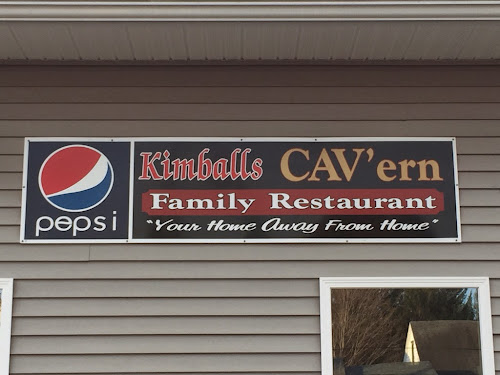 pepsi
Kimballs CAV'ern
Family Restaurant
"Your Home Away From Home"